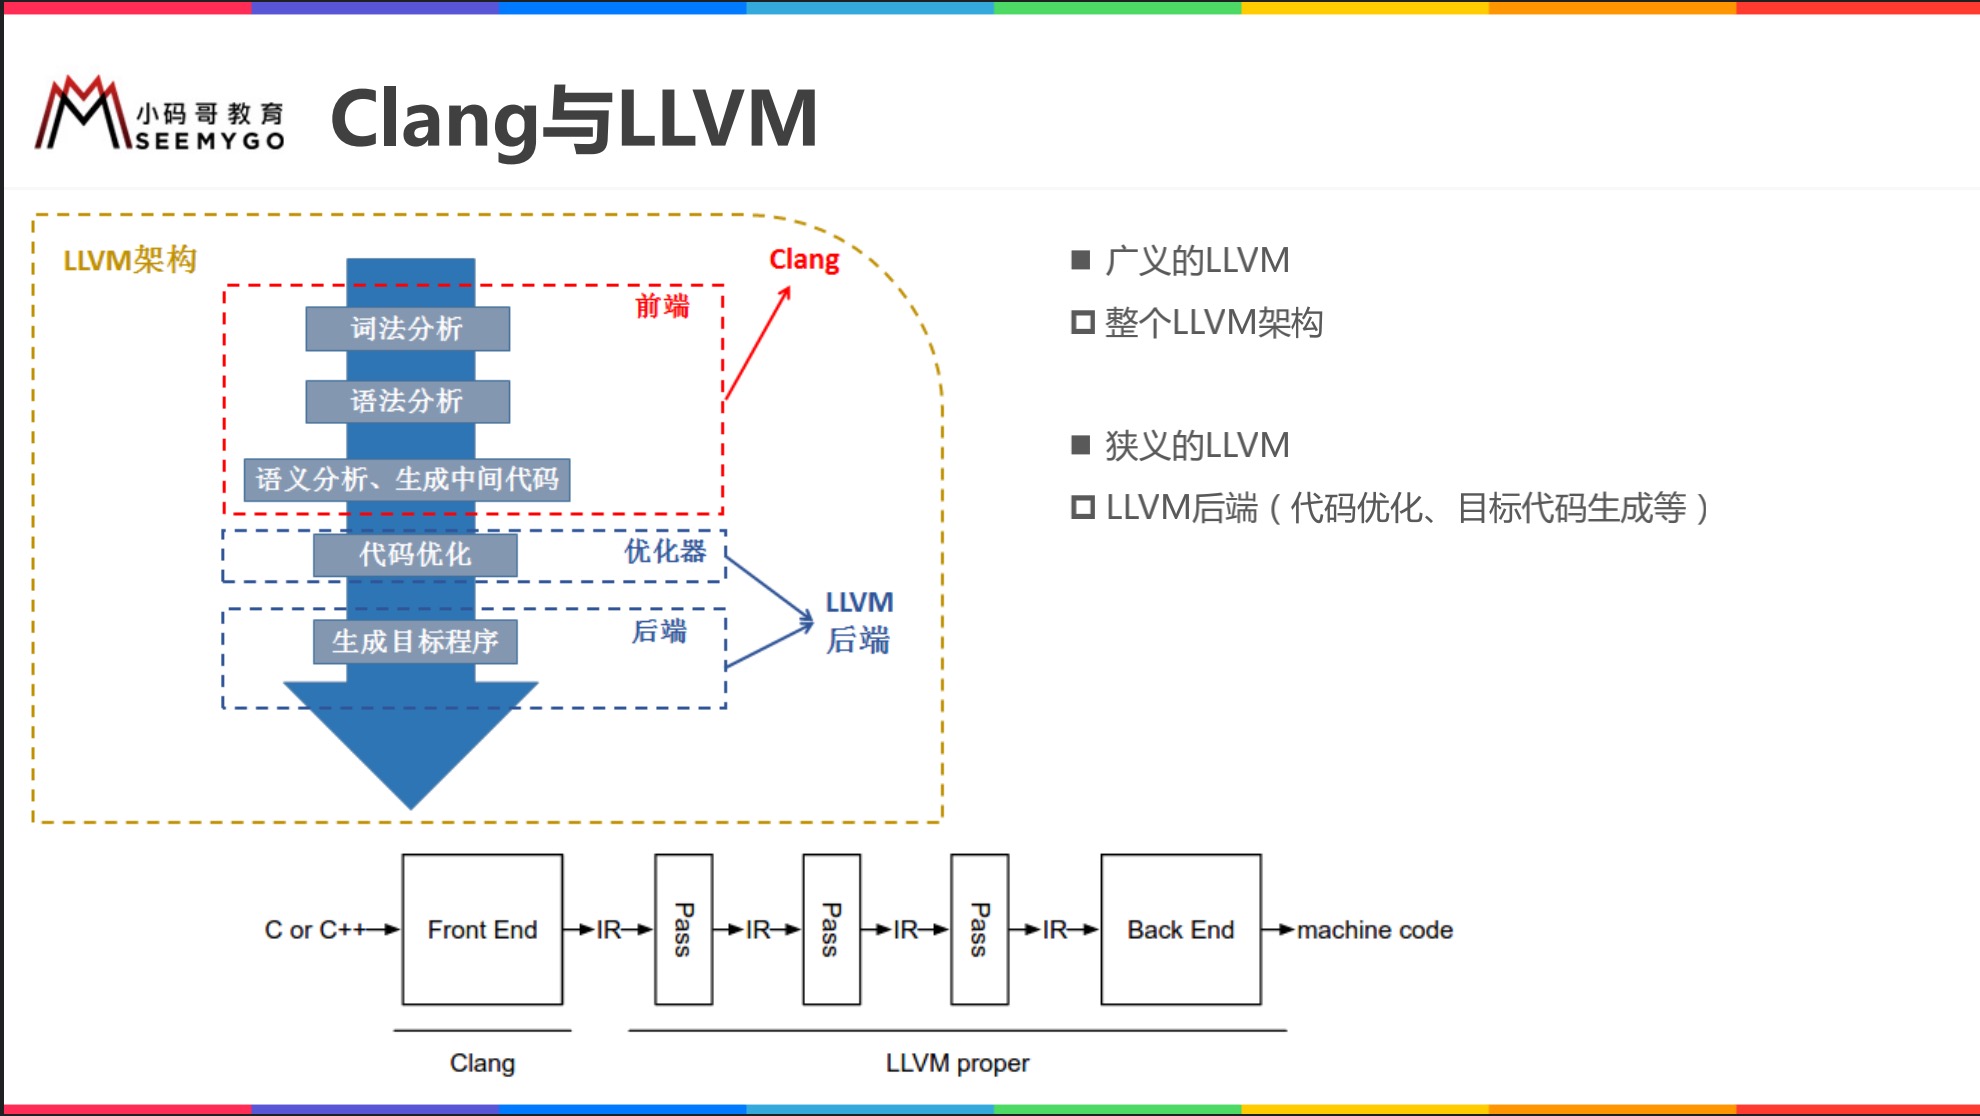 小码哥教育
SEEMYGO
Clang与LLVM
LLVM架构
Clang
前端
词法分析
语法分析
语义分析、生成中间代码
代码优化
优化器
生成目标程序
后端
LLVM
后端
■ 广义的LLVM
整个LLVM架构
■ 狭义的LLVM
LLVM后端（代码优化、目标代码生成等）
C or C++ Front End IR Pass IR Pass IR Pass IR Back End machine code
Clang
LLVM proper